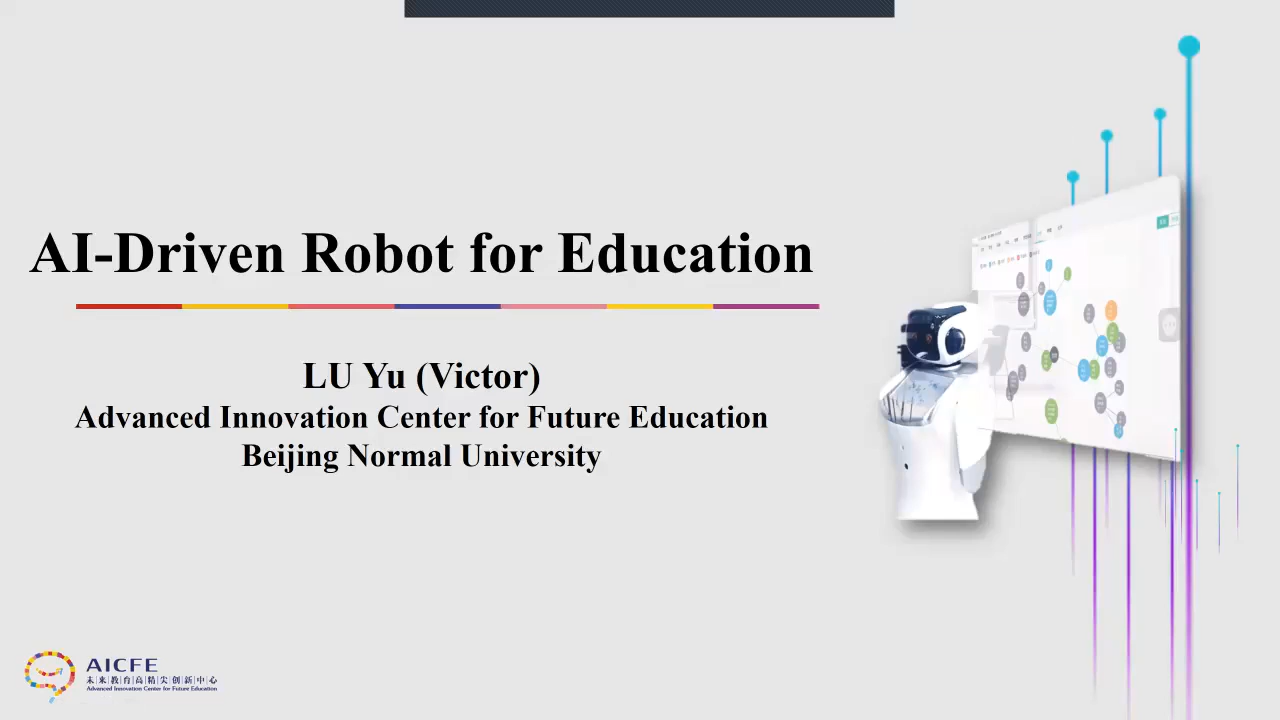 AI-Driven Robot for Education
LU Yu (Victor)
Advanced Innovation Center for Future Education
Beijing Normal University
AICFE
未|来|教|育|高|精|尖|创|新|中|心
Advanced Innovation Center for Future Education